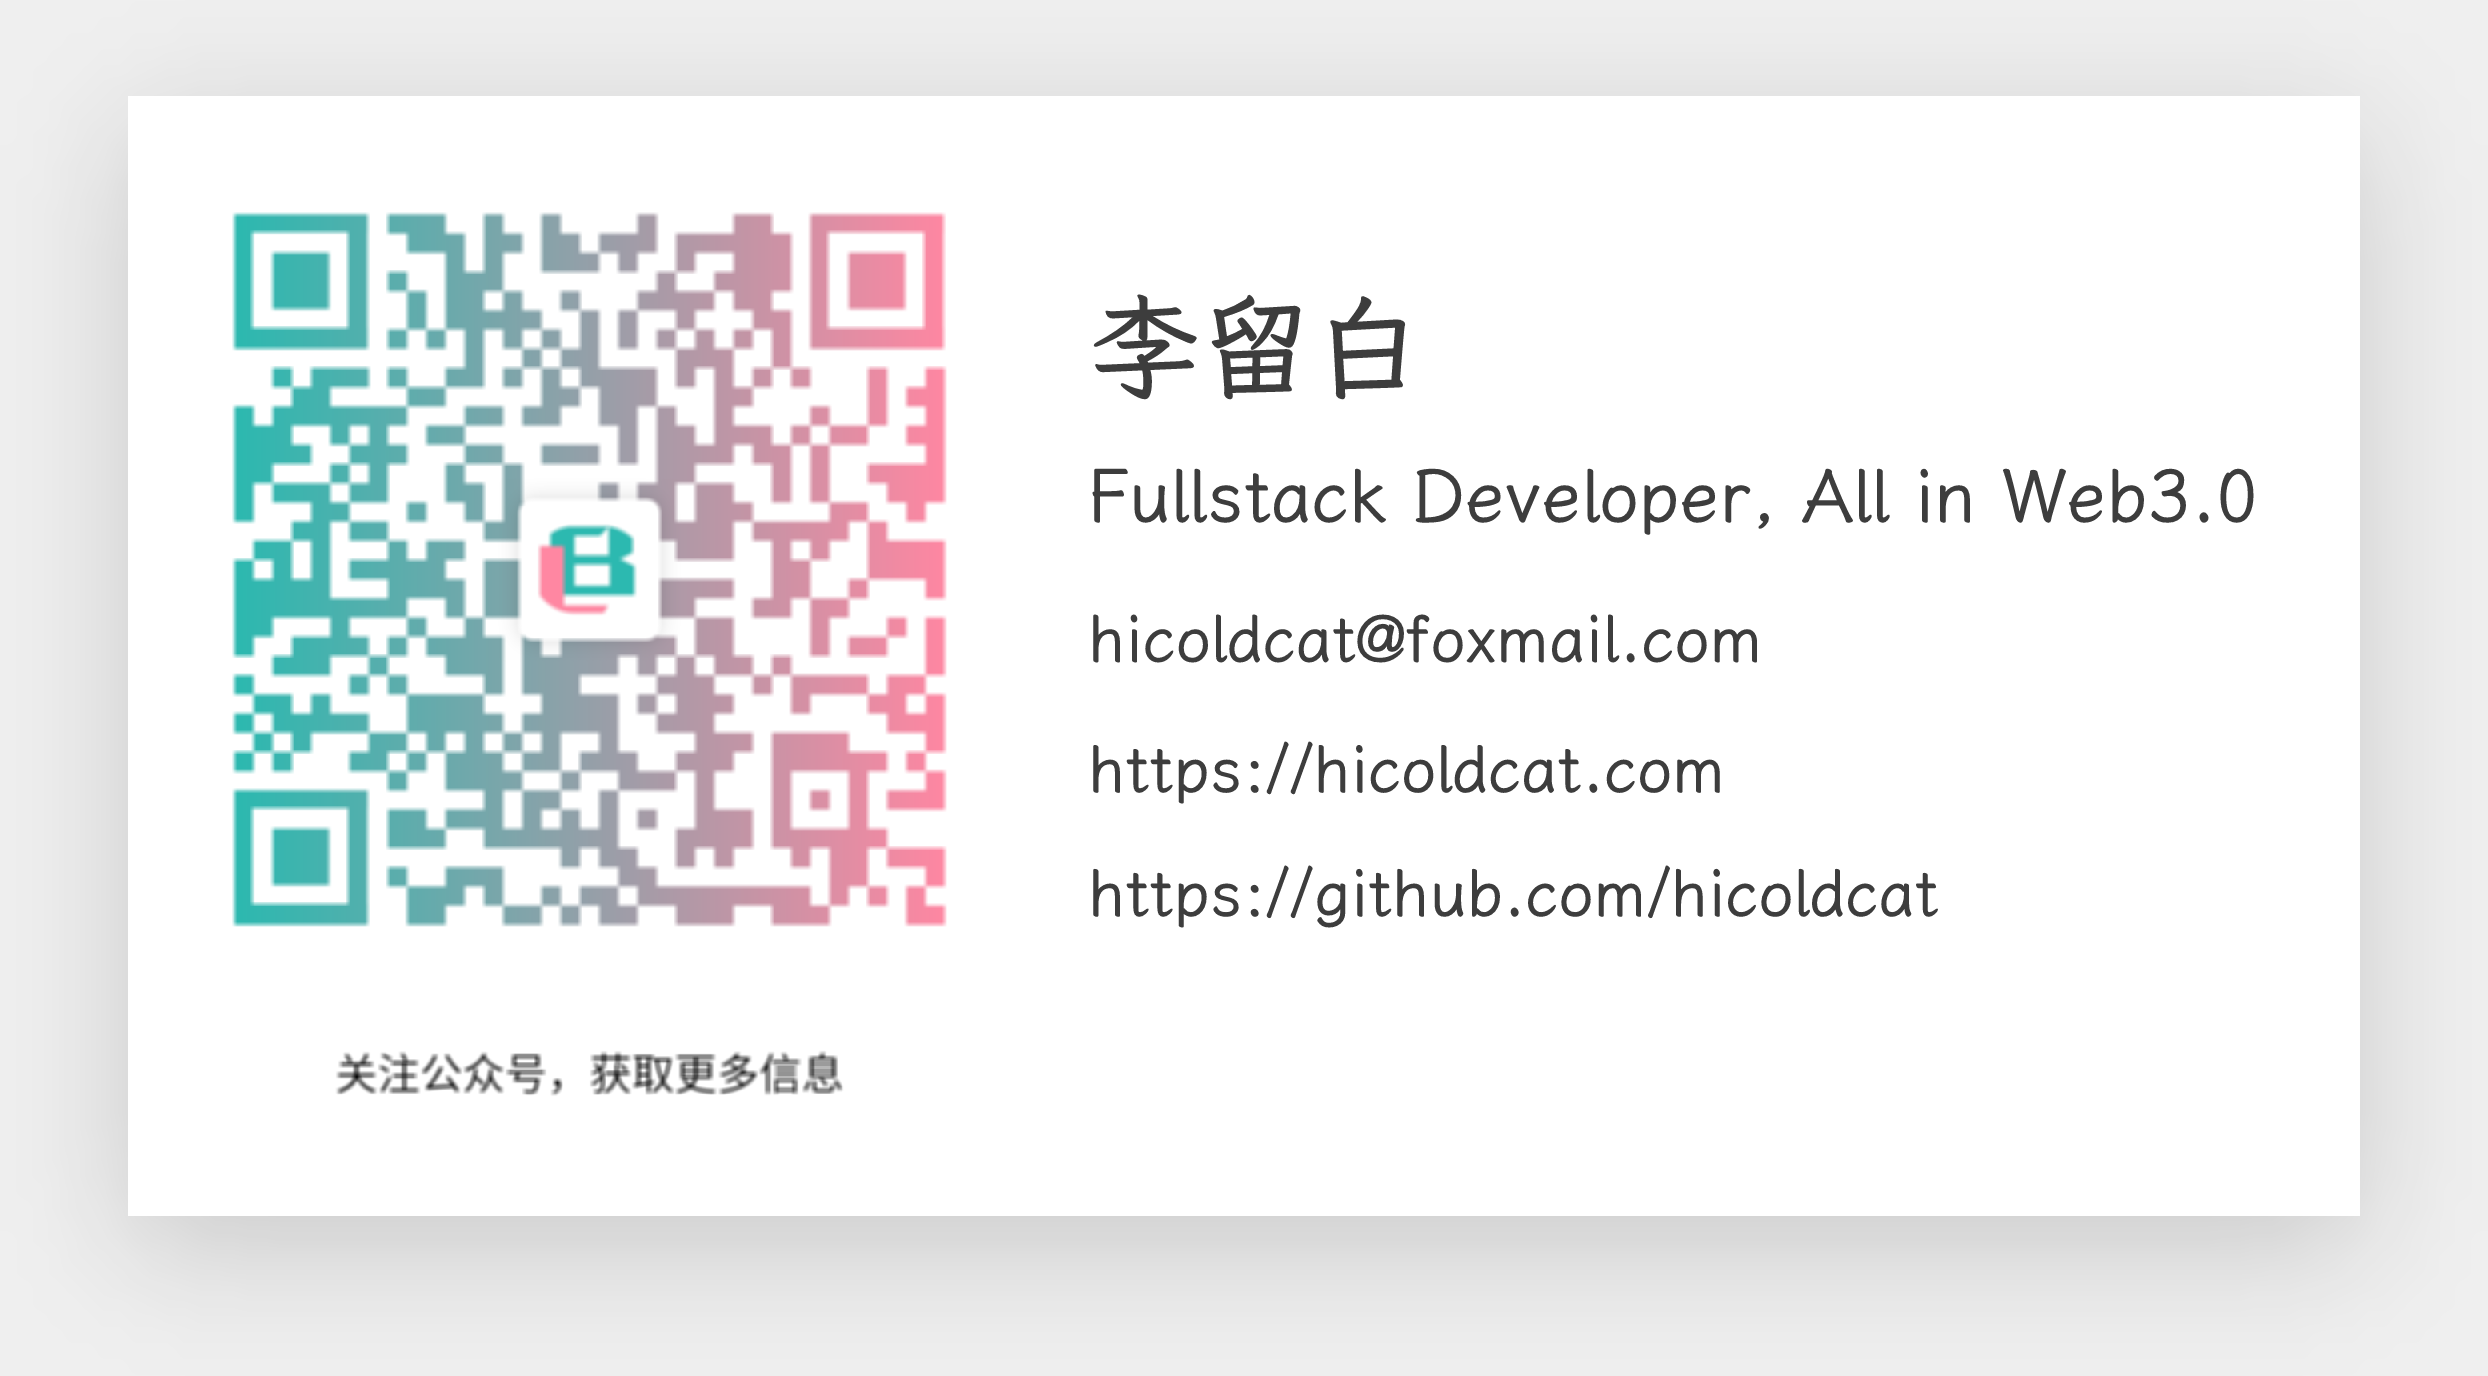 李留白
Fullstack Developer, All in Web3.0
hicoldcat@foxmail.com
https://hicoldcat.com
https://github.com/hicoldcat
关注公众号，获取更多信息